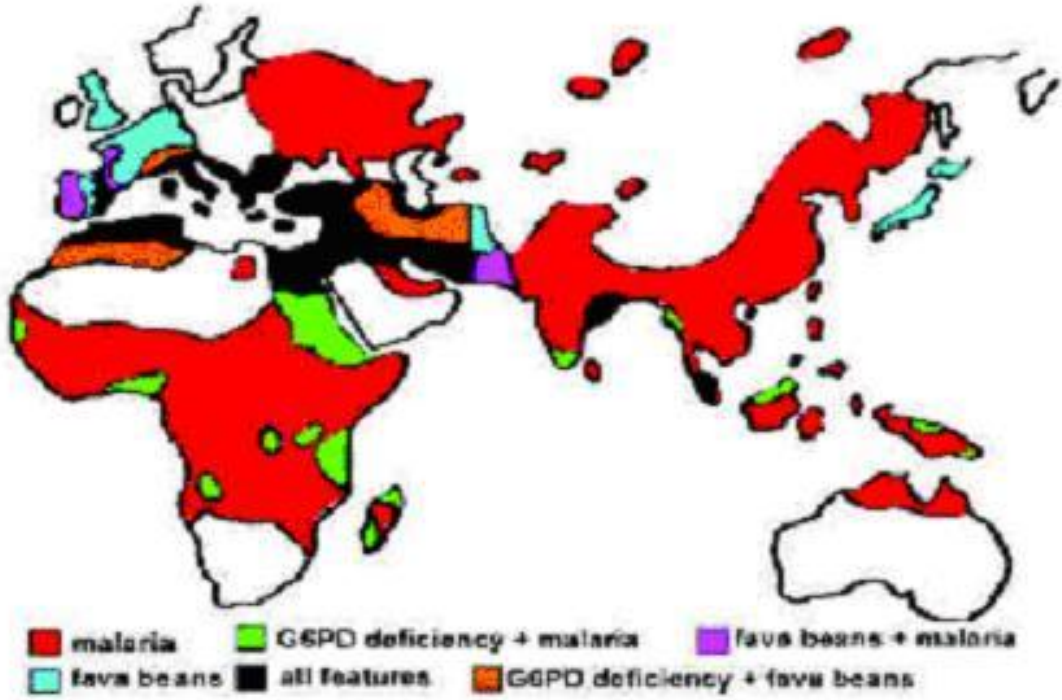 malaria G6PD deficiency + malaria fava beans + malaria
fava beans all features G6PD deficiency + fava beans